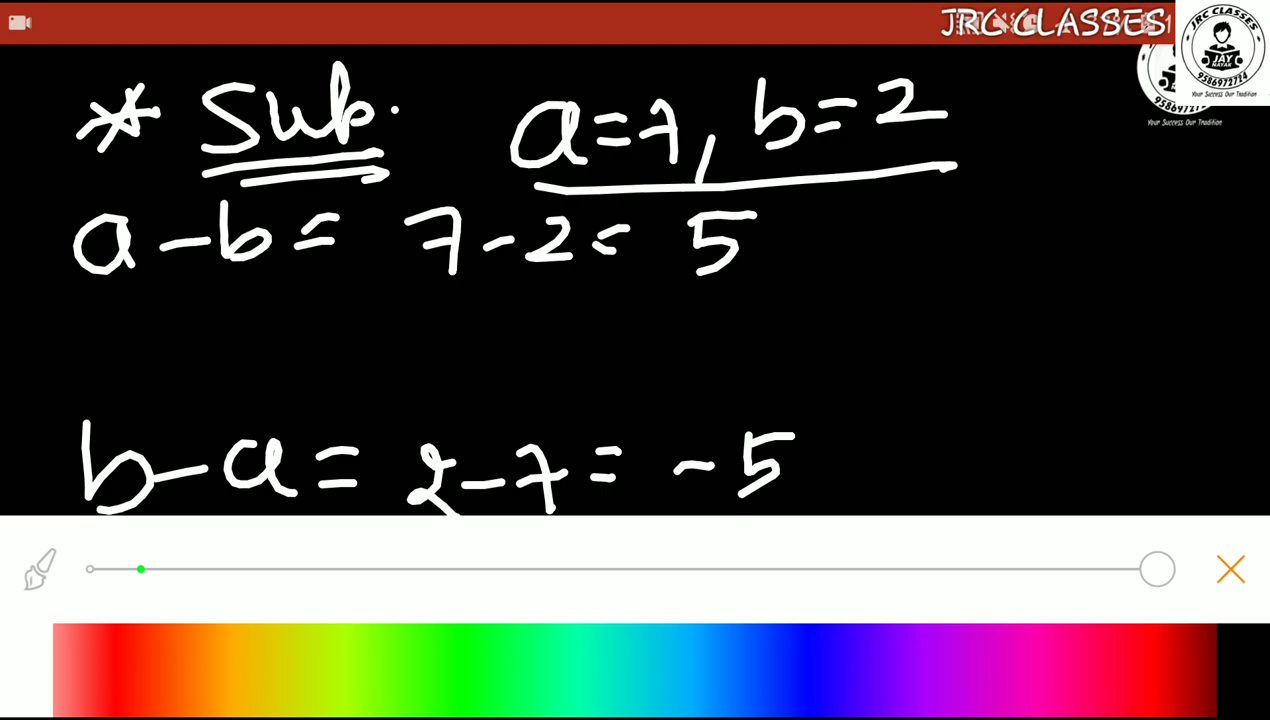 JRC CLASSES
JRC CLASSES
JAY
NAYAK
9586972714
Your Success Our Tradition
Your Success Our Tradition
* Sub. a=7, b=2
a-b= 7-2= 5
b-a= 2-7= -5